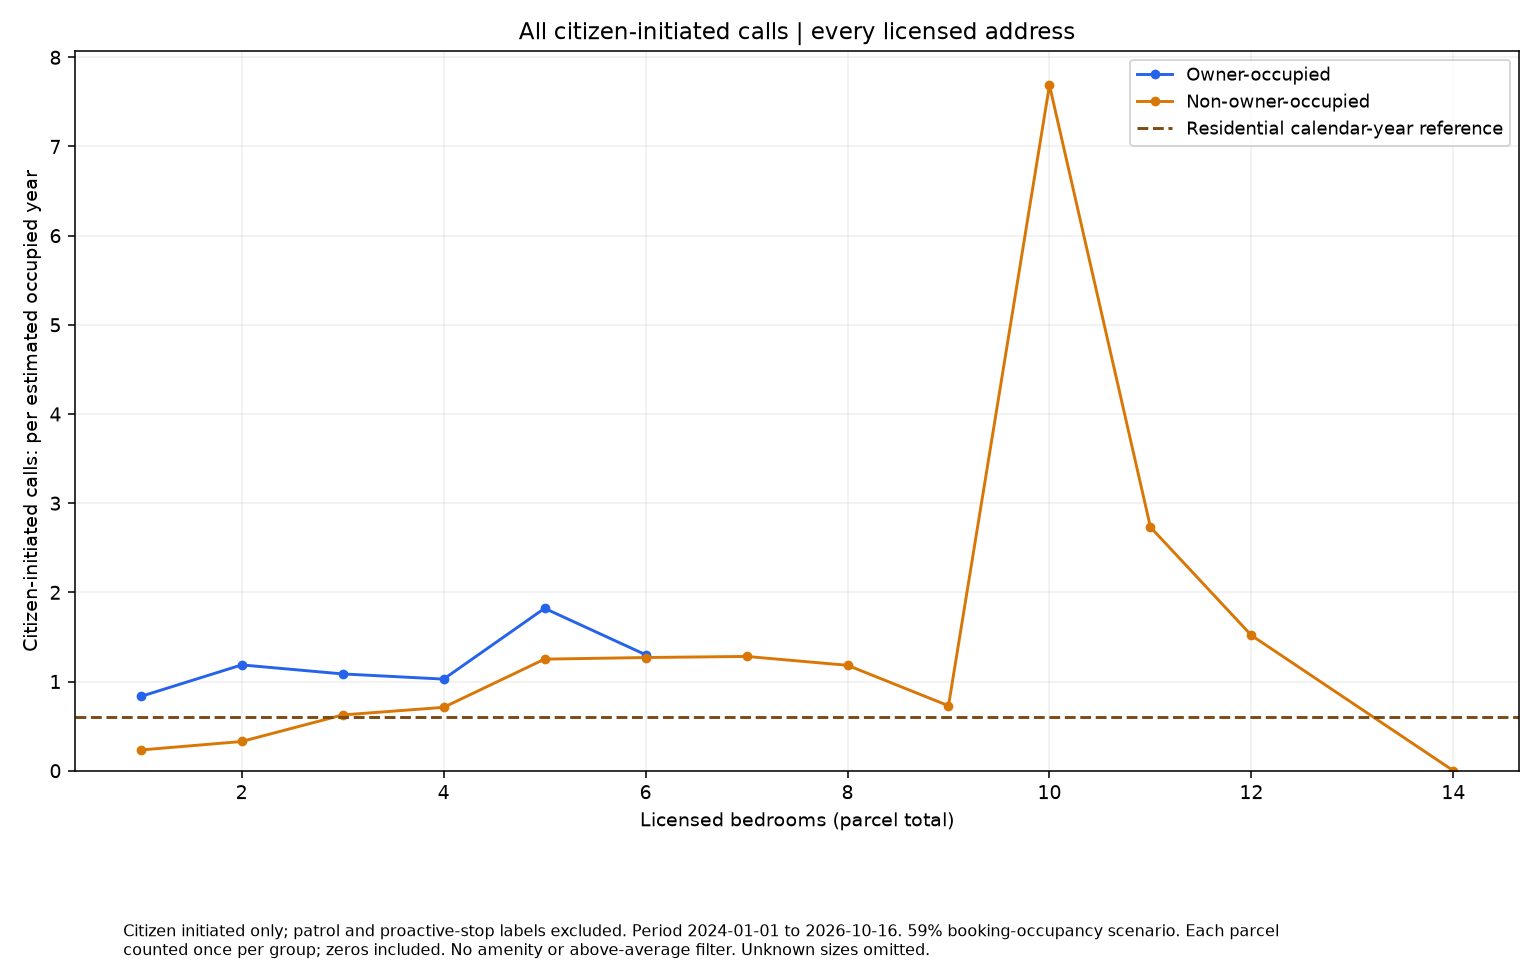 All citizen-initiated calls | every licensed address
Owner-occupied
Non-owner-occupied
Residential calendar-year reference
Citizen-initiated calls: per estimated occupied year
8
7
6
5
4
3
2
1
0
2 4 6 8 10 12 14
Licensed bedrooms (parcel total)
Citizen initiated only; patrol and proactive-stop labels excluded. Period 2024-01-01 to 2026-10-16. 59% booking-occupancy scenario. Each parcel
counted once per group; zeros included. No amenity or above-average filter. Unknown sizes omitted.